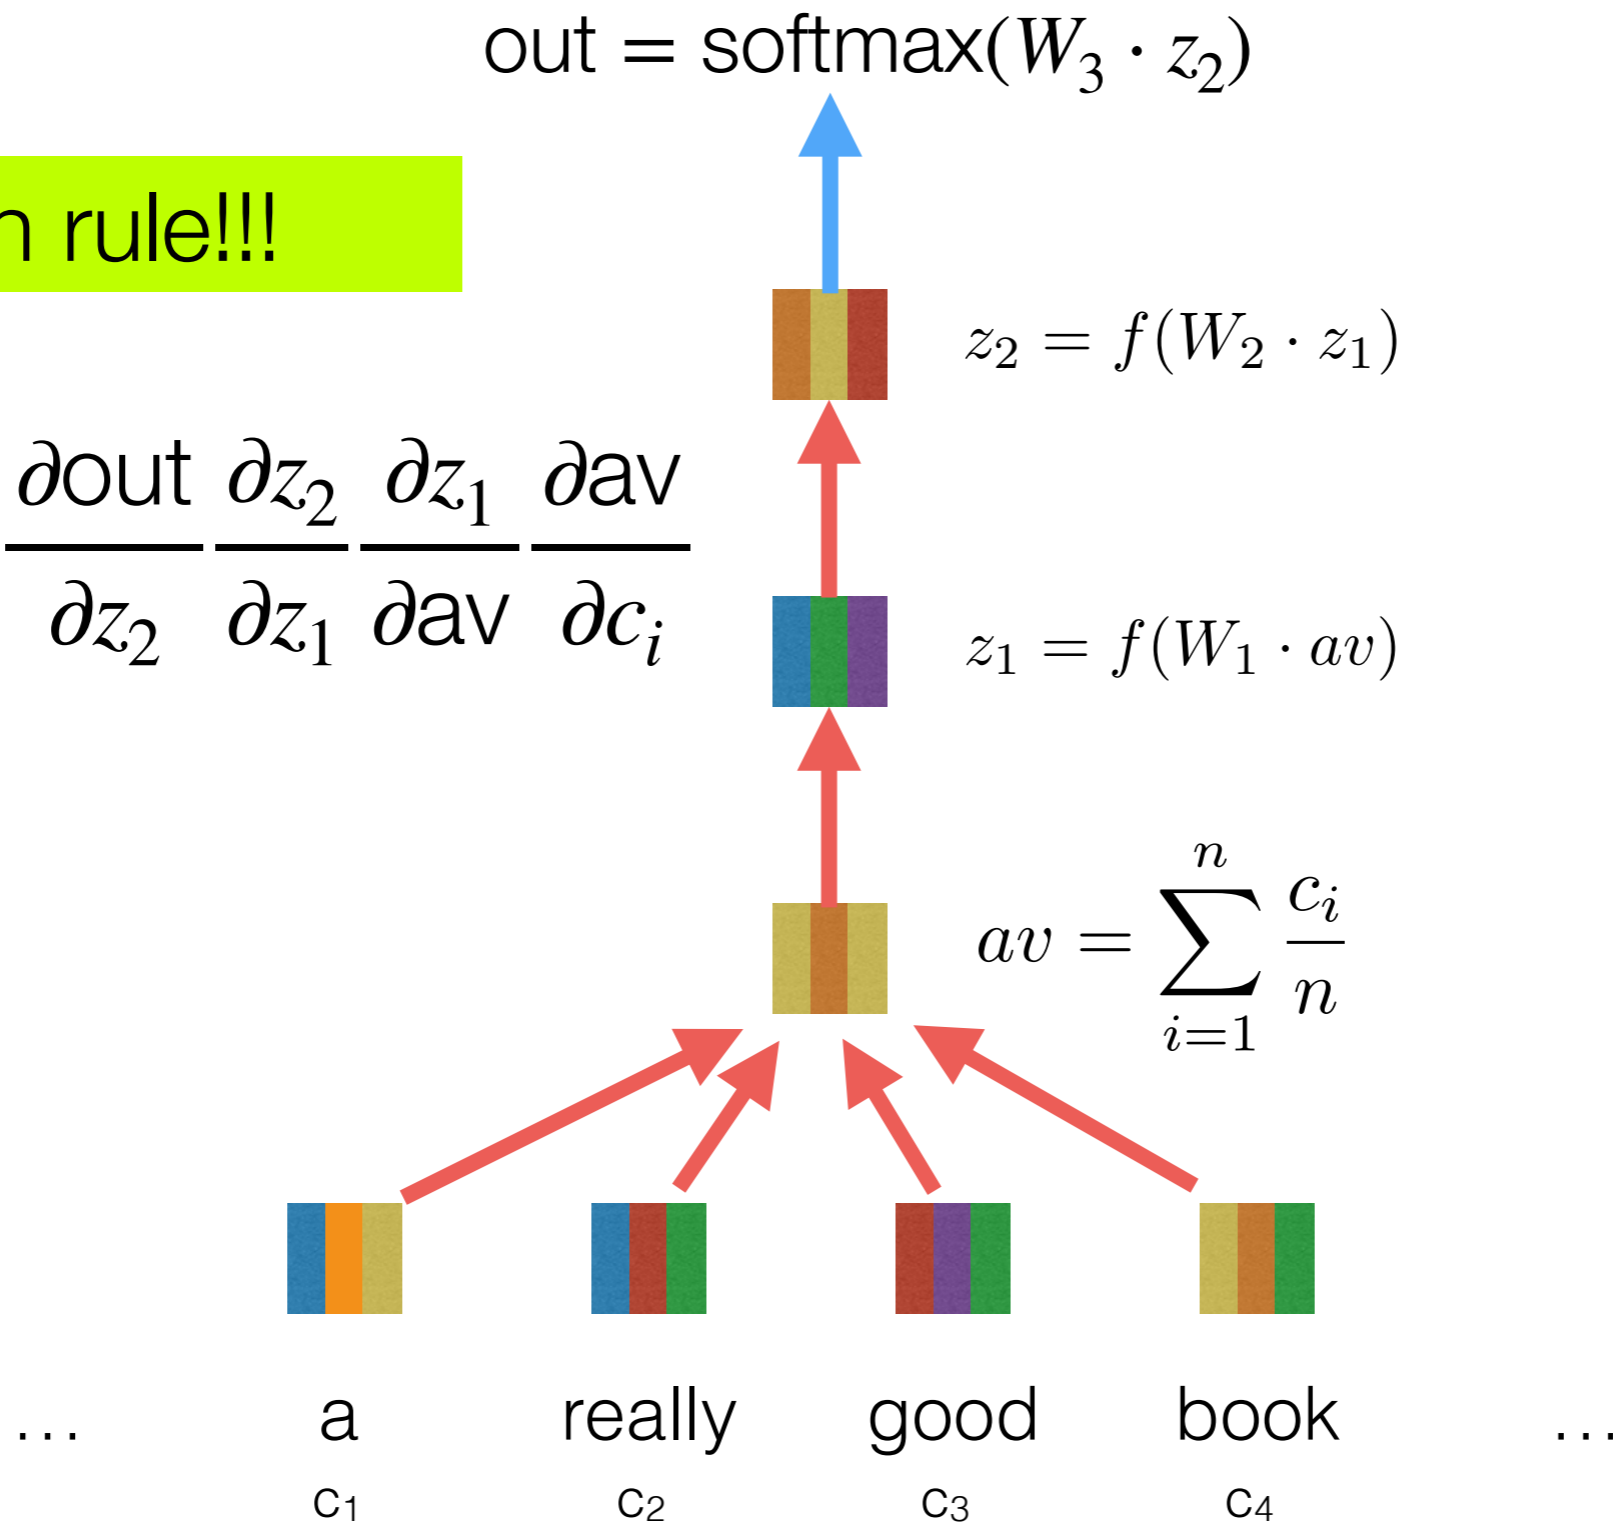 out = softmax(W₃ · z₂)
n rule!!!
z₂ = f(W₂ · z₁)
∂out/∂z₂ ∂z₂/∂z₁ ∂z₁/∂av ∂av/∂cᵢ
z₁ = f(W₁ · av)
av = ∑ᵢ₌₁ⁿ cᵢ/n
... a really good book ...
c₁ c₂ c₃ c₄